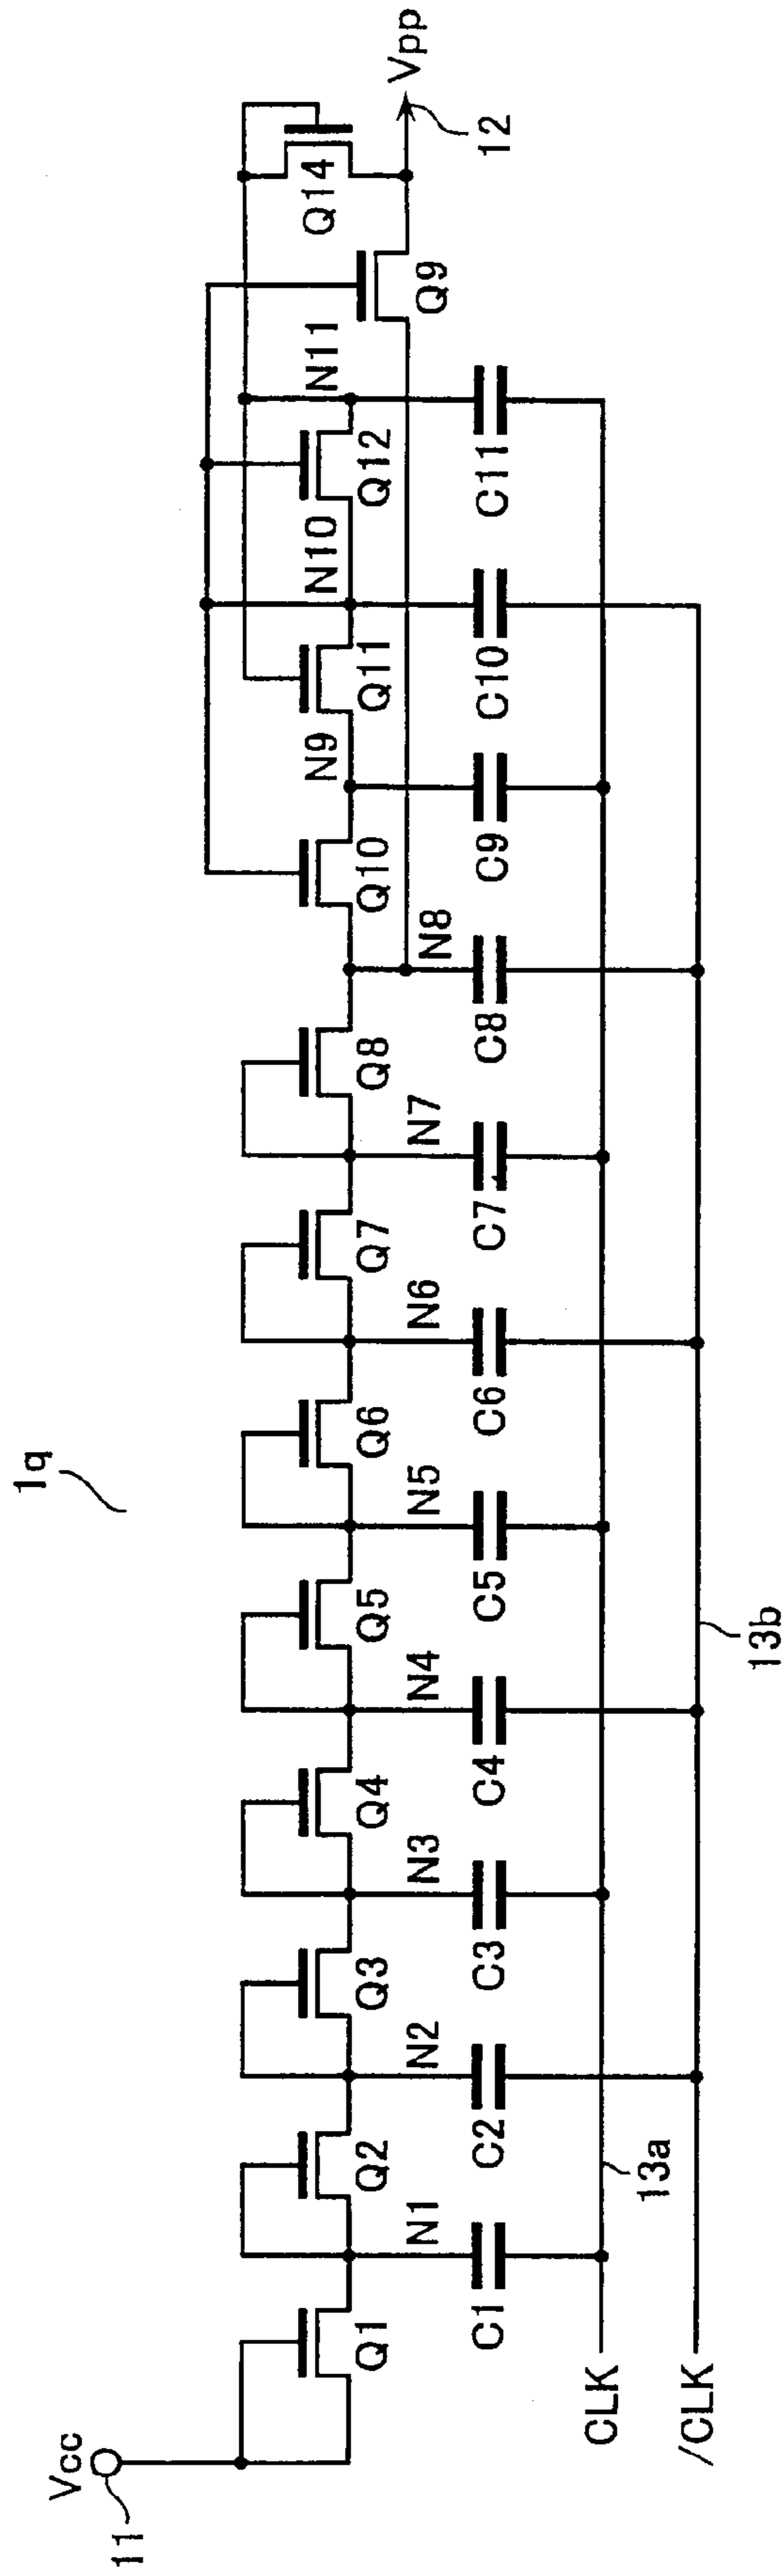 1q
Vcc
11
Q1
Q2
Q3
Q4
Q5
Q6
Q7
Q8
Q10
Q11
Q12
Q14
Q9
Vpp
12
N1
N2
N3
N4
N5
N6
N7
N8
N9
N10
N11
C1
C2
C3
C4
C5
C6
C7
C8
C9
C10
C11
CLK
13a
/CLK
13b